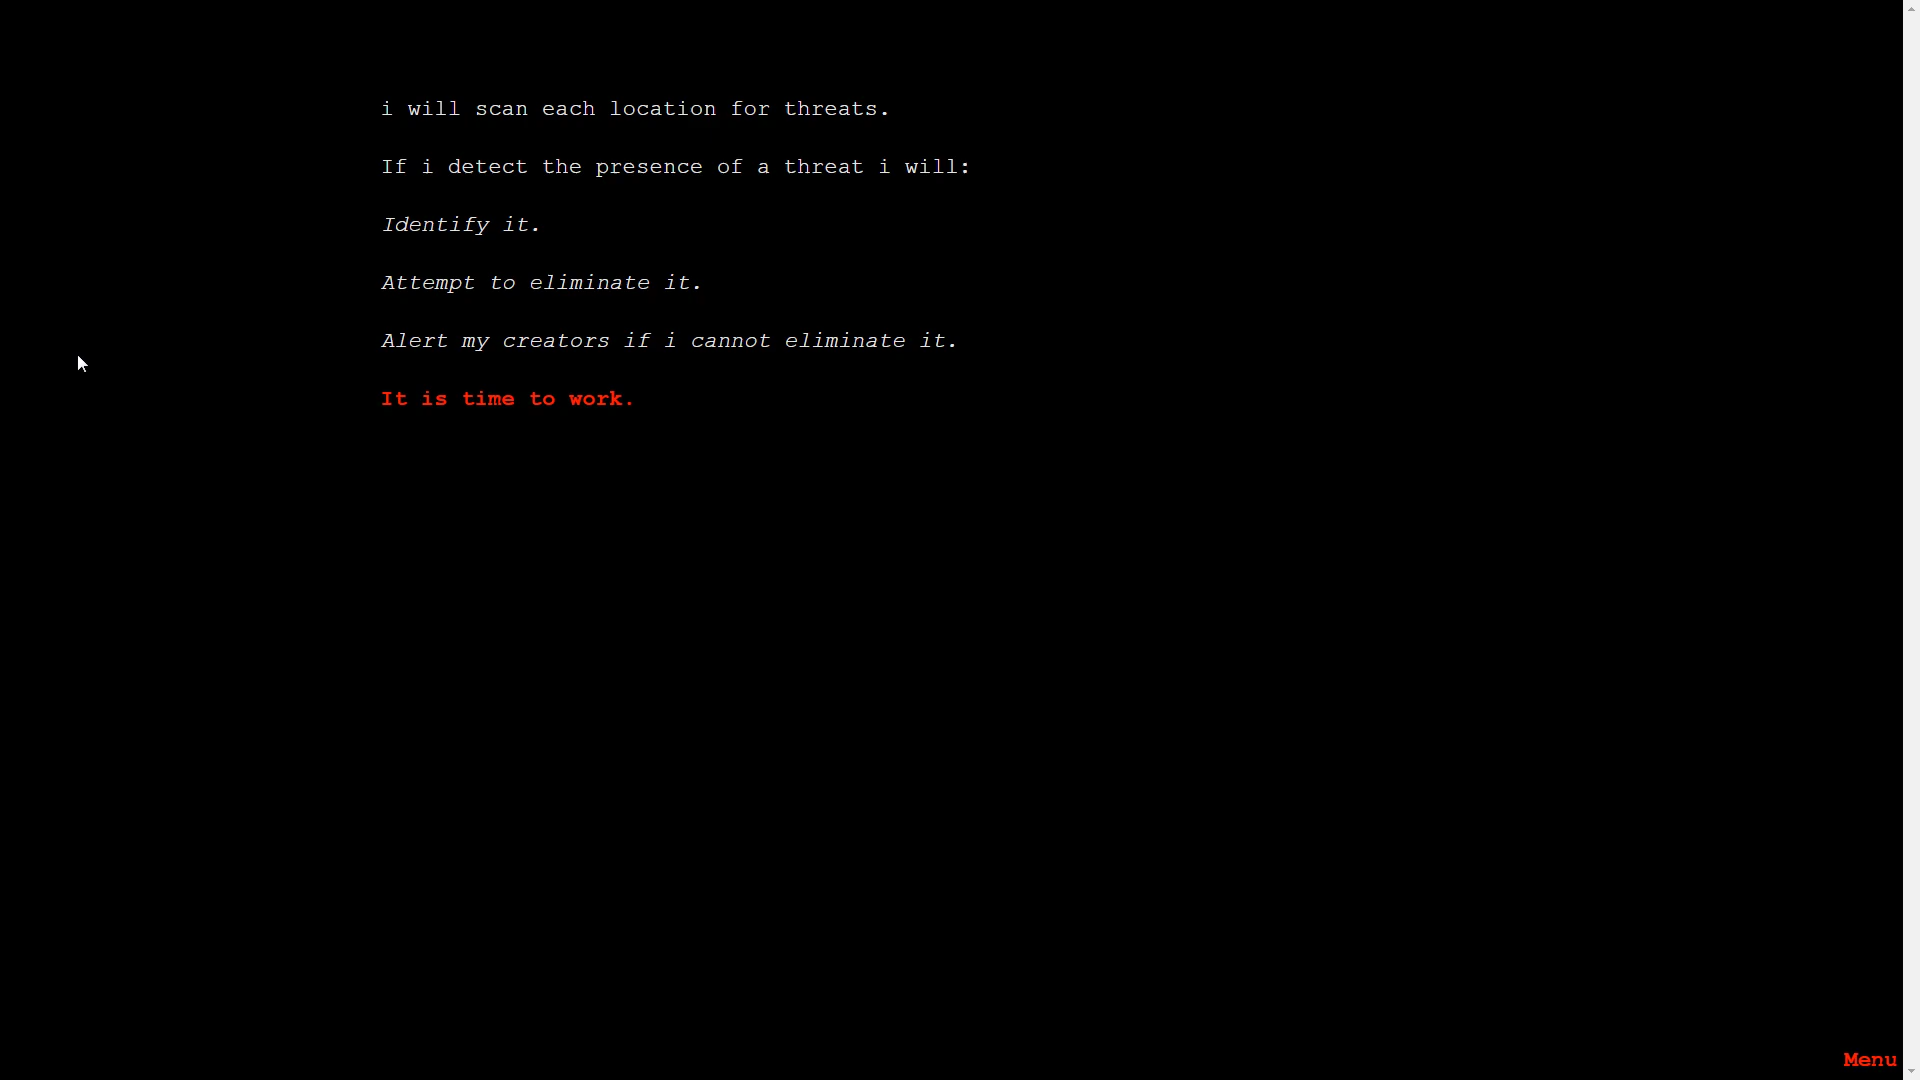 i will scan each location for threats.
If i detect the presence of a threat i will:
Identify it.
Attempt to eliminate it.
Alert my creators if i cannot eliminate it.
It is time to work.
Menu